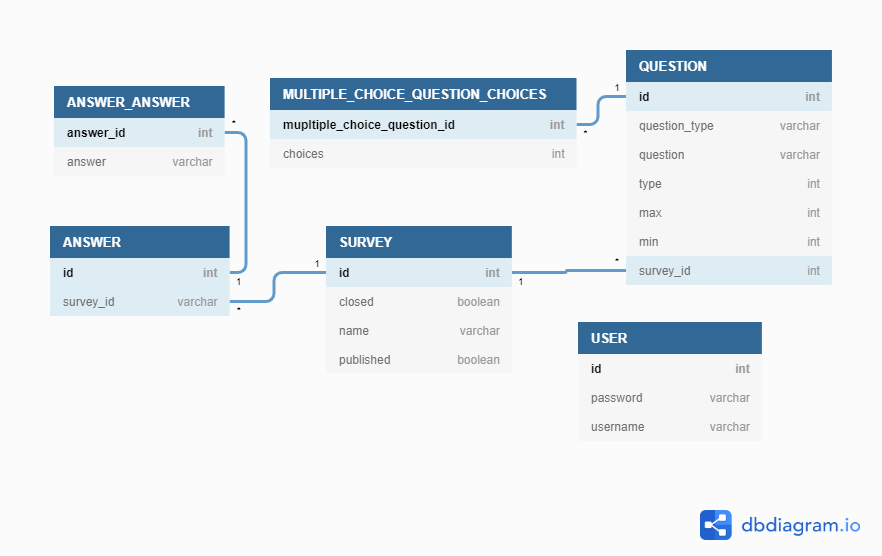 ANSWER_ANSWER
answer_id int
answer varchar
MULTIPLE_CHOICE_QUESTION_CHOICES
mupltiple_choice_question_id int
choices int
QUESTION
id int
question_type varchar
question varchar
type int
max int
min int
survey_id int
ANSWER
id int
survey_id varchar
SURVEY
id int
closed boolean
name varchar
published boolean
USER
id int
password varchar
username varchar
*
1
*
1
1
*
*
1
dbdiagram.io